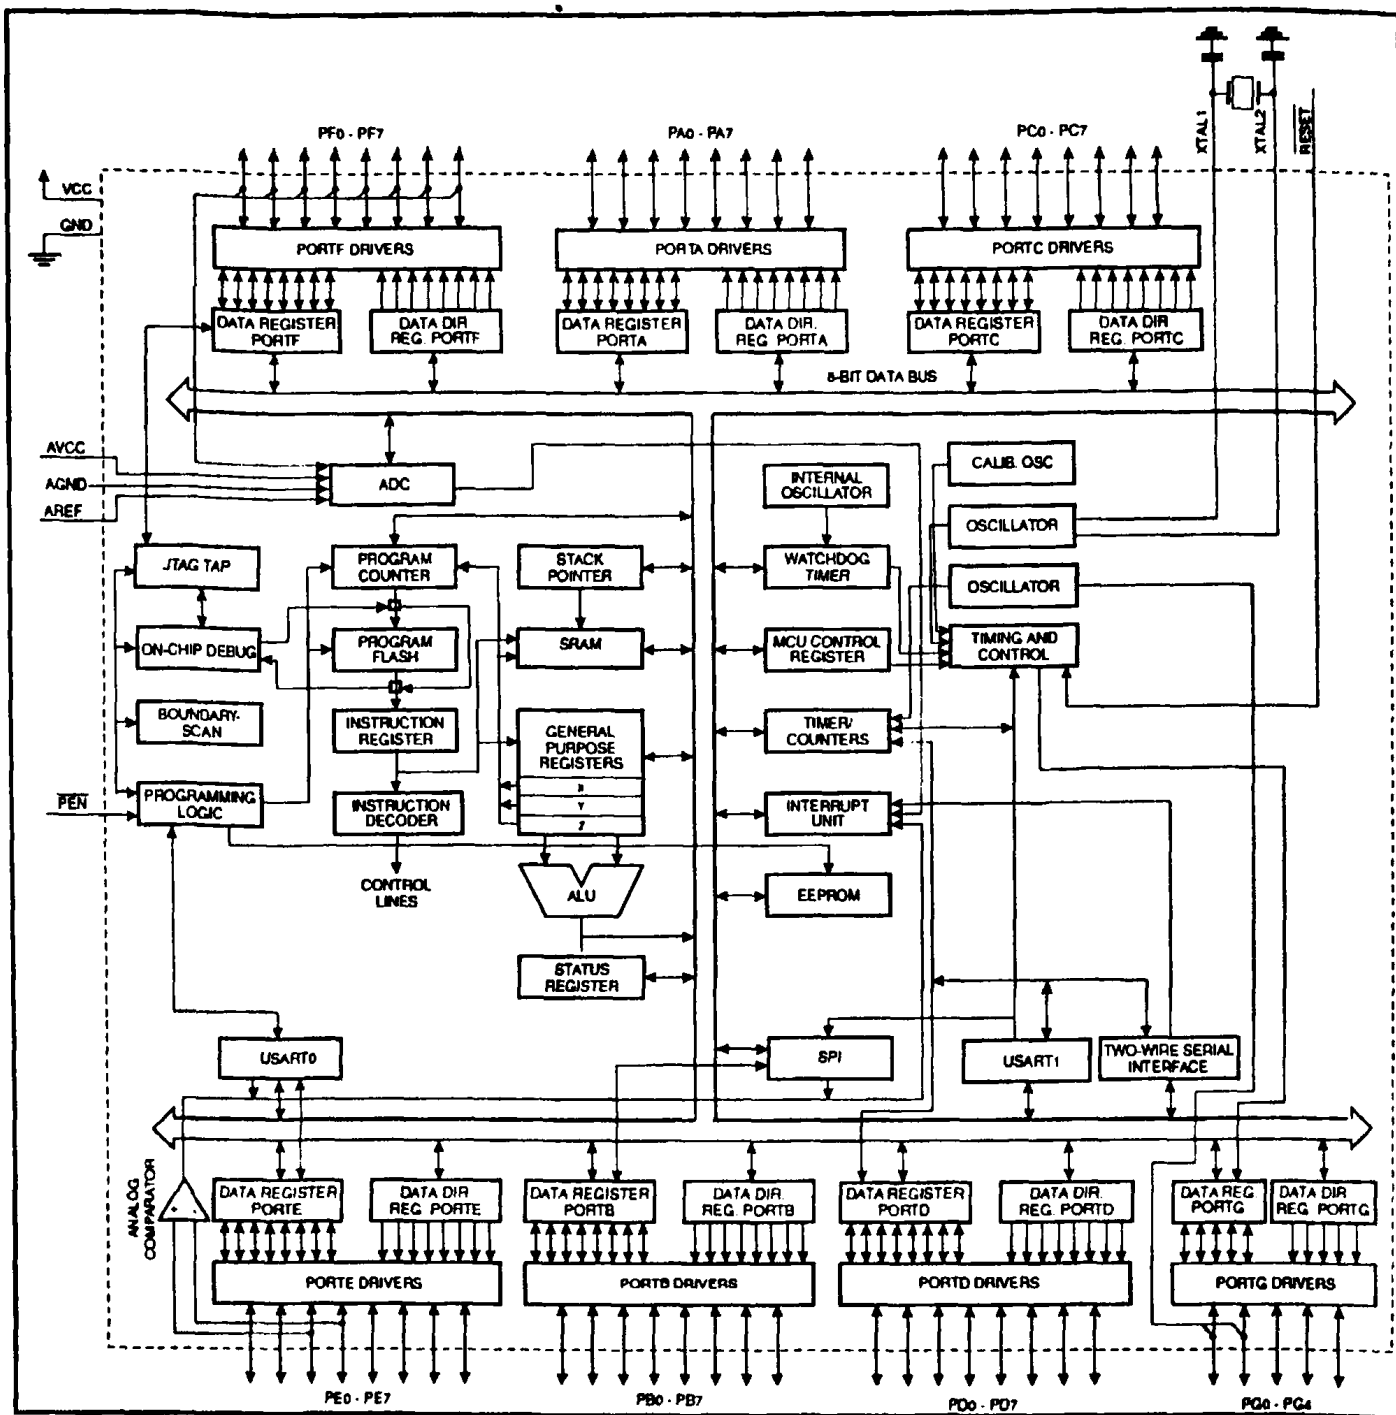 XTAL1
XTAL2
RESET
PF0 - PF7
PA0 - PA7
PC0 - PC7
VCC
GND
PORTF DRIVERS
PORTA DRIVERS
PORTC DRIVERS
DATA REGISTER
PORTF
DATA DIR
REG. PORTF
DATA REGISTER
PORTA
DATA DIR.
REG. PORTA
DATA REGISTER
PORTC
DATA DIR
REG. PORTC
8-BIT DATA BUS
AVCC
AGND
AREF
ADC
INTERNAL
OSCILLATOR
CALIB. OSC
OSCILLATOR
JTAG TAP
PROGRAM
COUNTER
STACK
POINTER
WATCHDOG
TIMER
OSCILLATOR
ON-CHIP DEBUG
PROGRAM
FLASH
SRAM
MCU CONTROL
REGISTER
TIMING AND
CONTROL
BOUNDARY-
SCAN
INSTRUCTION
REGISTER
GENERAL
PURPOSE
REGISTERS
X
Y
Z
TIMER/
COUNTERS
PEN
PROGRAMMING
LOGIC
INSTRUCTION
DECODER
INTERRUPT
UNIT
CONTROL
LINES
ALU
EEPROM
STATUS
REGISTER
USART0
SPI
USART1
TWO-WIRE SERIAL
INTERFACE
ANALOG
COMPARATOR
+ -
DATA REGISTER
PORTE
DATA DIR
REG. PORTE
DATA REGISTER
PORTB
DATA DIR.
REG. PORTB
DATA REGISTER
PORTD
DATA DIR.
REG. PORTD
DATA REG.
PORTG
DATA DIR
REG. PORTG
PORTE DRIVERS
PORTB DRIVERS
PORTD DRIVERS
PORTG DRIVERS
PE0 - PE7
PB0 - PB7
PD0 - PD7
PG0 - PG4